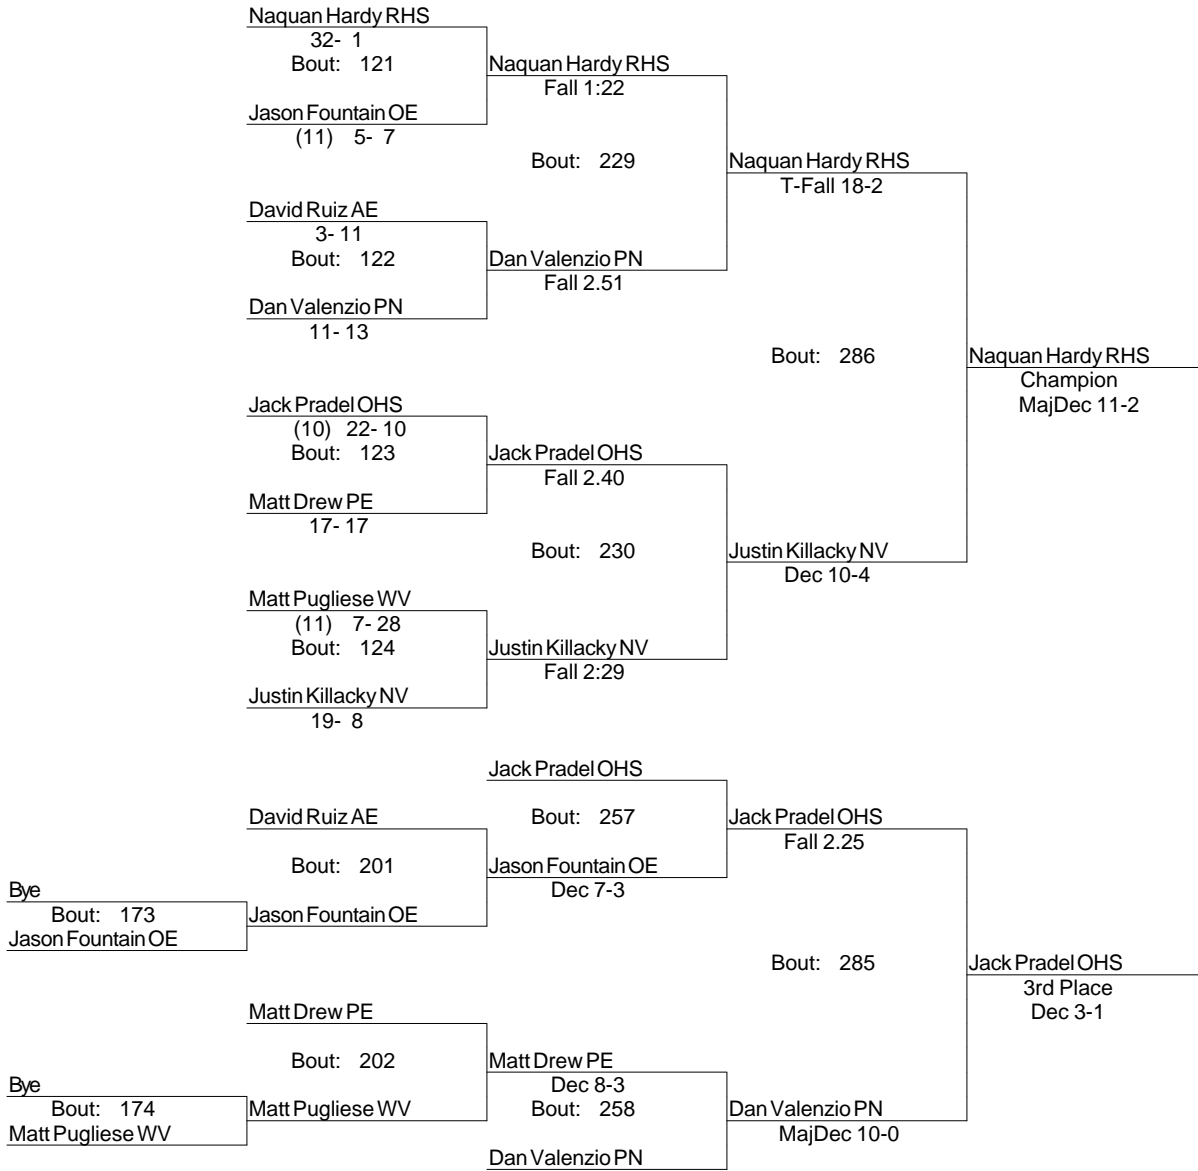 Naquan Hardy RHS
32- 1
Bout: 121
Naquan Hardy RHS
Fall 1:22
Jason Fountain OE
(11) 5- 7
Bout: 229
Naquan Hardy RHS
T-Fall 18-2
David Ruiz AE
3- 11
Bout: 122
Dan Valenzio PN
Fall 2.51
Dan Valenzio PN
11- 13
Bout: 286
Naquan Hardy RHS
Champion
MajDec 11-2
Jack Pradel OHS
(10) 22- 10
Bout: 123
Jack Pradel OHS
Fall 2.40
Matt Drew PE
17- 17
Bout: 230
Justin Killacky NV
Dec 10-4
Matt Pugliese WV
(11) 7- 28
Bout: 124
Justin Killacky NV
Fall 2:29
Justin Killacky NV
19- 8
Jack Pradel OHS
David Ruiz AE
Bout: 257
Jack Pradel OHS
Fall 2.25
Bout: 201
Jason Fountain OE
Dec 7-3
Bye
Bout: 173
Jason Fountain OE
Jason Fountain OE
Bout: 285
Jack Pradel OHS
3rd Place
Dec 3-1
Matt Drew PE
Bout: 202
Matt Drew PE
Dec 8-3
Bye
Bout: 174
Matt Pugliese WV
Bout: 258
Dan Valenzio PN
MajDec 10-0
Matt Pugliese WV
Dan Valenzio PN